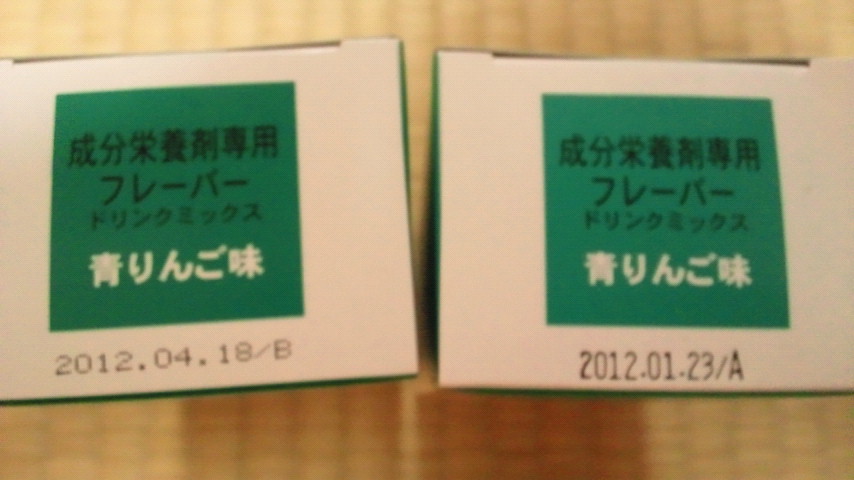 成分栄養剤専用
フレーバー
ドリンクミックス
青りんご味
2012.04.18/B
成分栄養剤専用
フレーバー
ドリンクミックス
青りんご味
2012.01.23/A